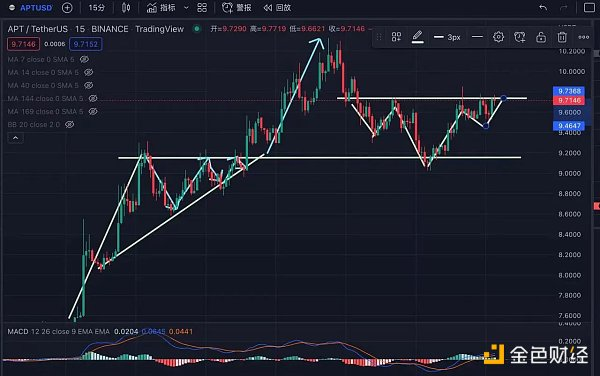 APTUSD 15分 指标 警报 回放
APT / TetherUS · 15 · BINANCE · TradingView 开=9.7290 高=9.7719 低=9.6621 收=9.7146
9.7146 0.0006 9.7152
MA 7 close 0 SMA 5
MA 14 close 0 SMA 5
MA 40 close 0 SMA 5
MA 144 close 0 SMA 5
MA 169 close 0 SMA 5
BB 20 close 2 0
3px
10.2000
10.0000
9.7368
9.7146
9.6000
9.4647
9.4000
9.2000
9.0000
8.8000
8.6000
8.4000
8.2000
8.0000
7.8000
7.6000
0.4000
MACD 12 26 close 9 EMA EMA 0.0204 0.0645 0.0441
金色财经